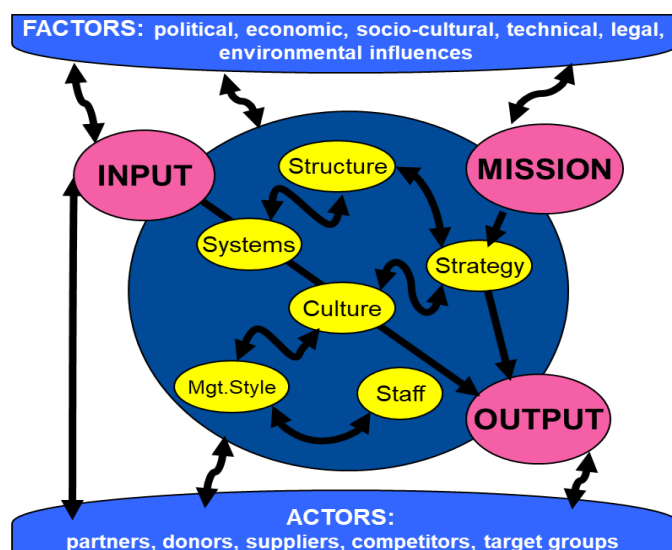 FACTORS: political, economic, socio-cultural, technical, legal,
environmental influences
INPUT
Structure
MISSION
Systems
Strategy
Culture
Mgt.Style
Staff
OUTPUT
ACTORS:
partners, donors, suppliers, competitors, target groups